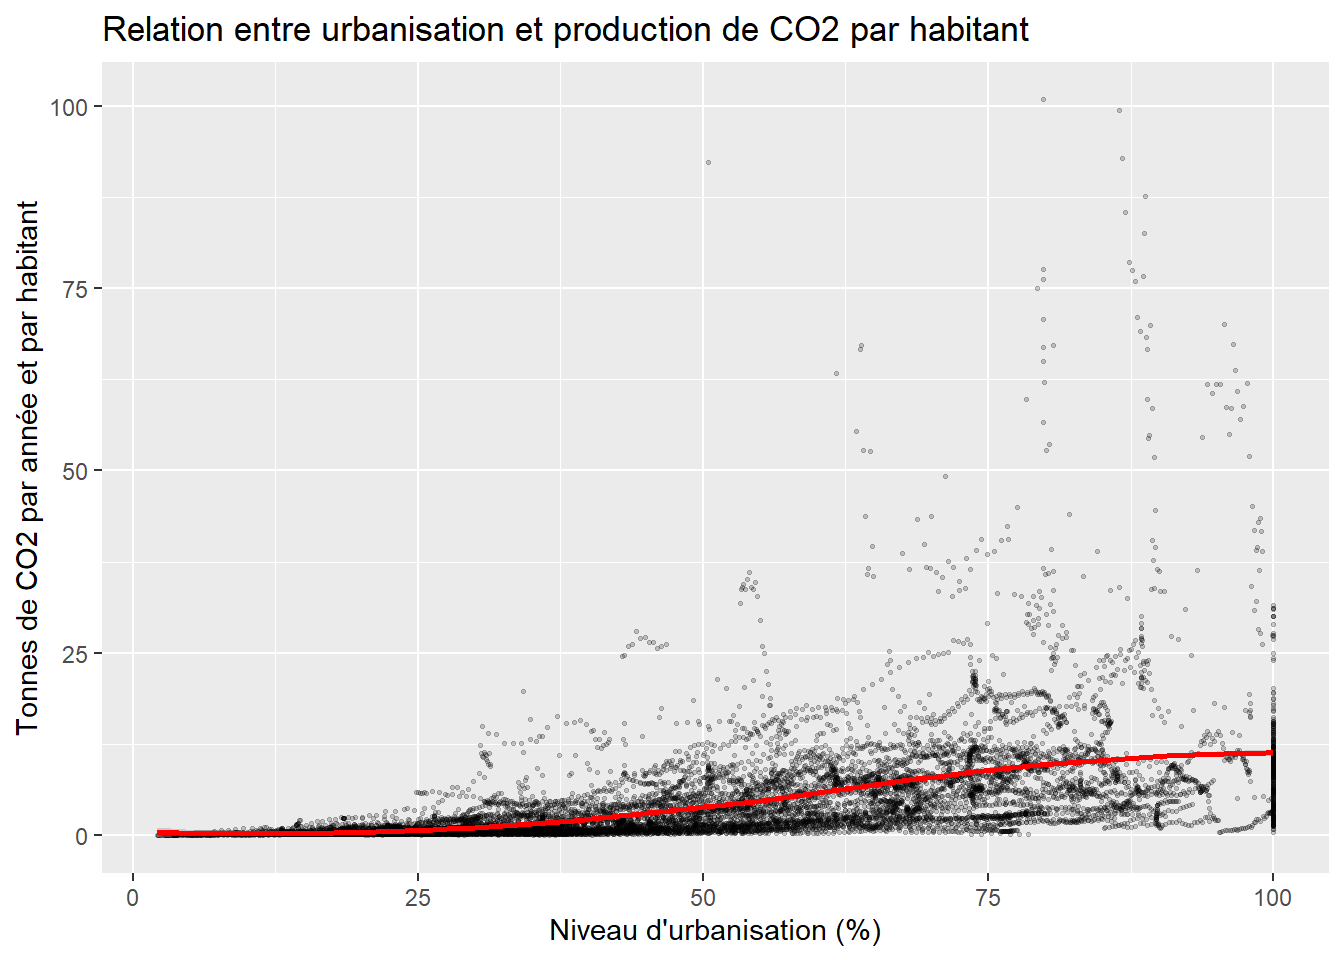 Relation entre urbanisation et production de CO2 par habitant
Tonnes de CO2 par année et par habitant
100
75
50
25
0
0 25 50 75 100
Niveau d'urbanisation (%)